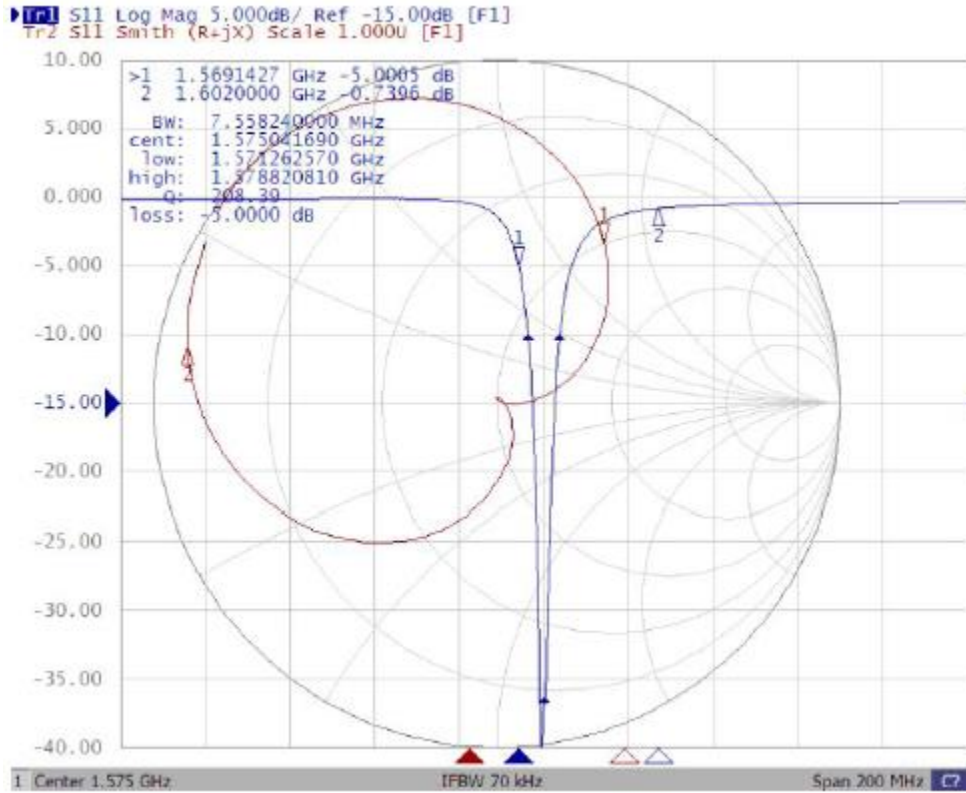 Tr1 S11 Log Mag 5.000dB/ Ref -15.00dB [F1]
Tr2 S11 Smith (R+jX) Scale 1.000U [F1]
10.00
>1 1.5691427 GHz -5.0005 dB
2 1.6020000 GHz -0.7396 dB
5.000
BW: 7.558240000 MHz
cent: 1.575041690 GHz
low: 1.571262570 GHz
high: 1.578820810 GHz
0.000
Q: 208.39
loss: -5.0000 dB
1
1
2
-5.000
2
-10.00
-15.00
-20.00
-25.00
-30.00
-35.00
-40.00
1 Center 1.575 GHz IFBW 70 kHz Span 200 MHz C?